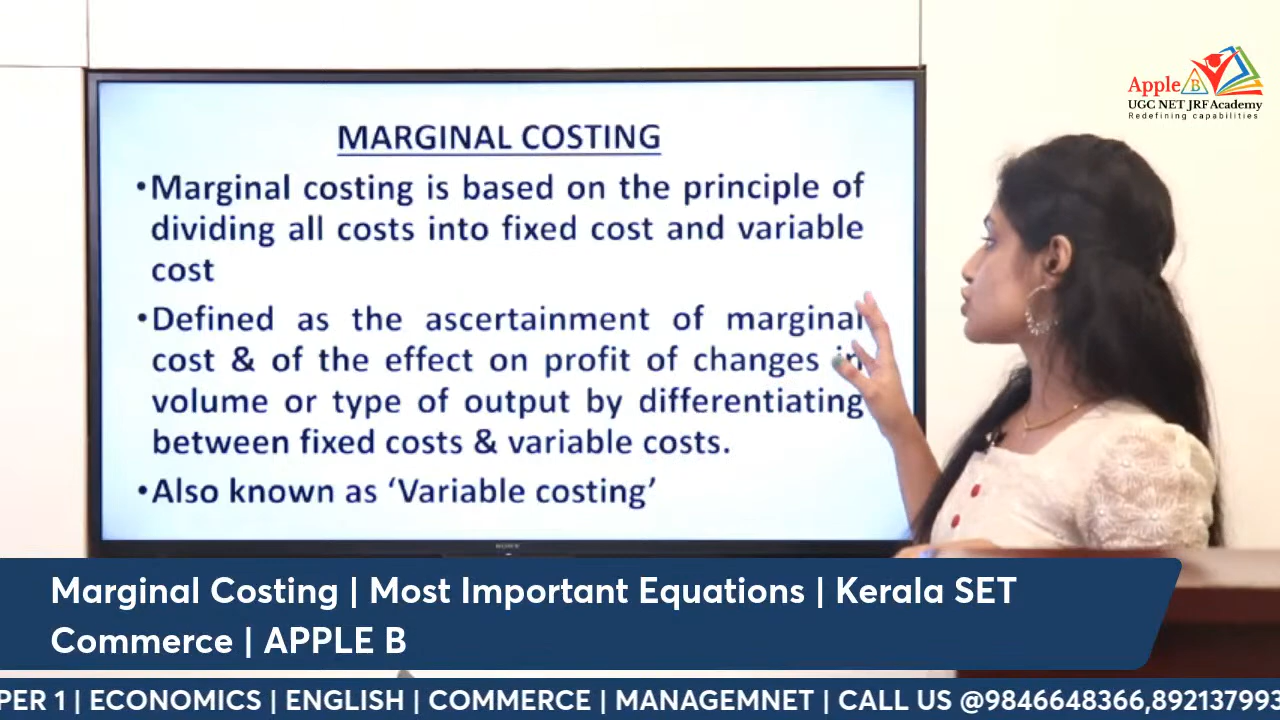 Apple B
UGC NET JRF Academy
Redefining capabilities
MARGINAL COSTING
•Marginal costing is based on the principle of
dividing all costs into fixed cost and variable
cost
•Defined as the ascertainment of marginal
cost & of the effect on profit of changes in
volume or type of output by differentiating
between fixed costs & variable costs.
•Also known as ‘Variable costing’
SONY
Marginal Costing | Most Important Equations | Kerala SET
Commerce | APPLE B
PER 1 | ECONOMICS | ENGLISH | COMMERCE | MANAGEMNET | CALL US @9846648366,892137993